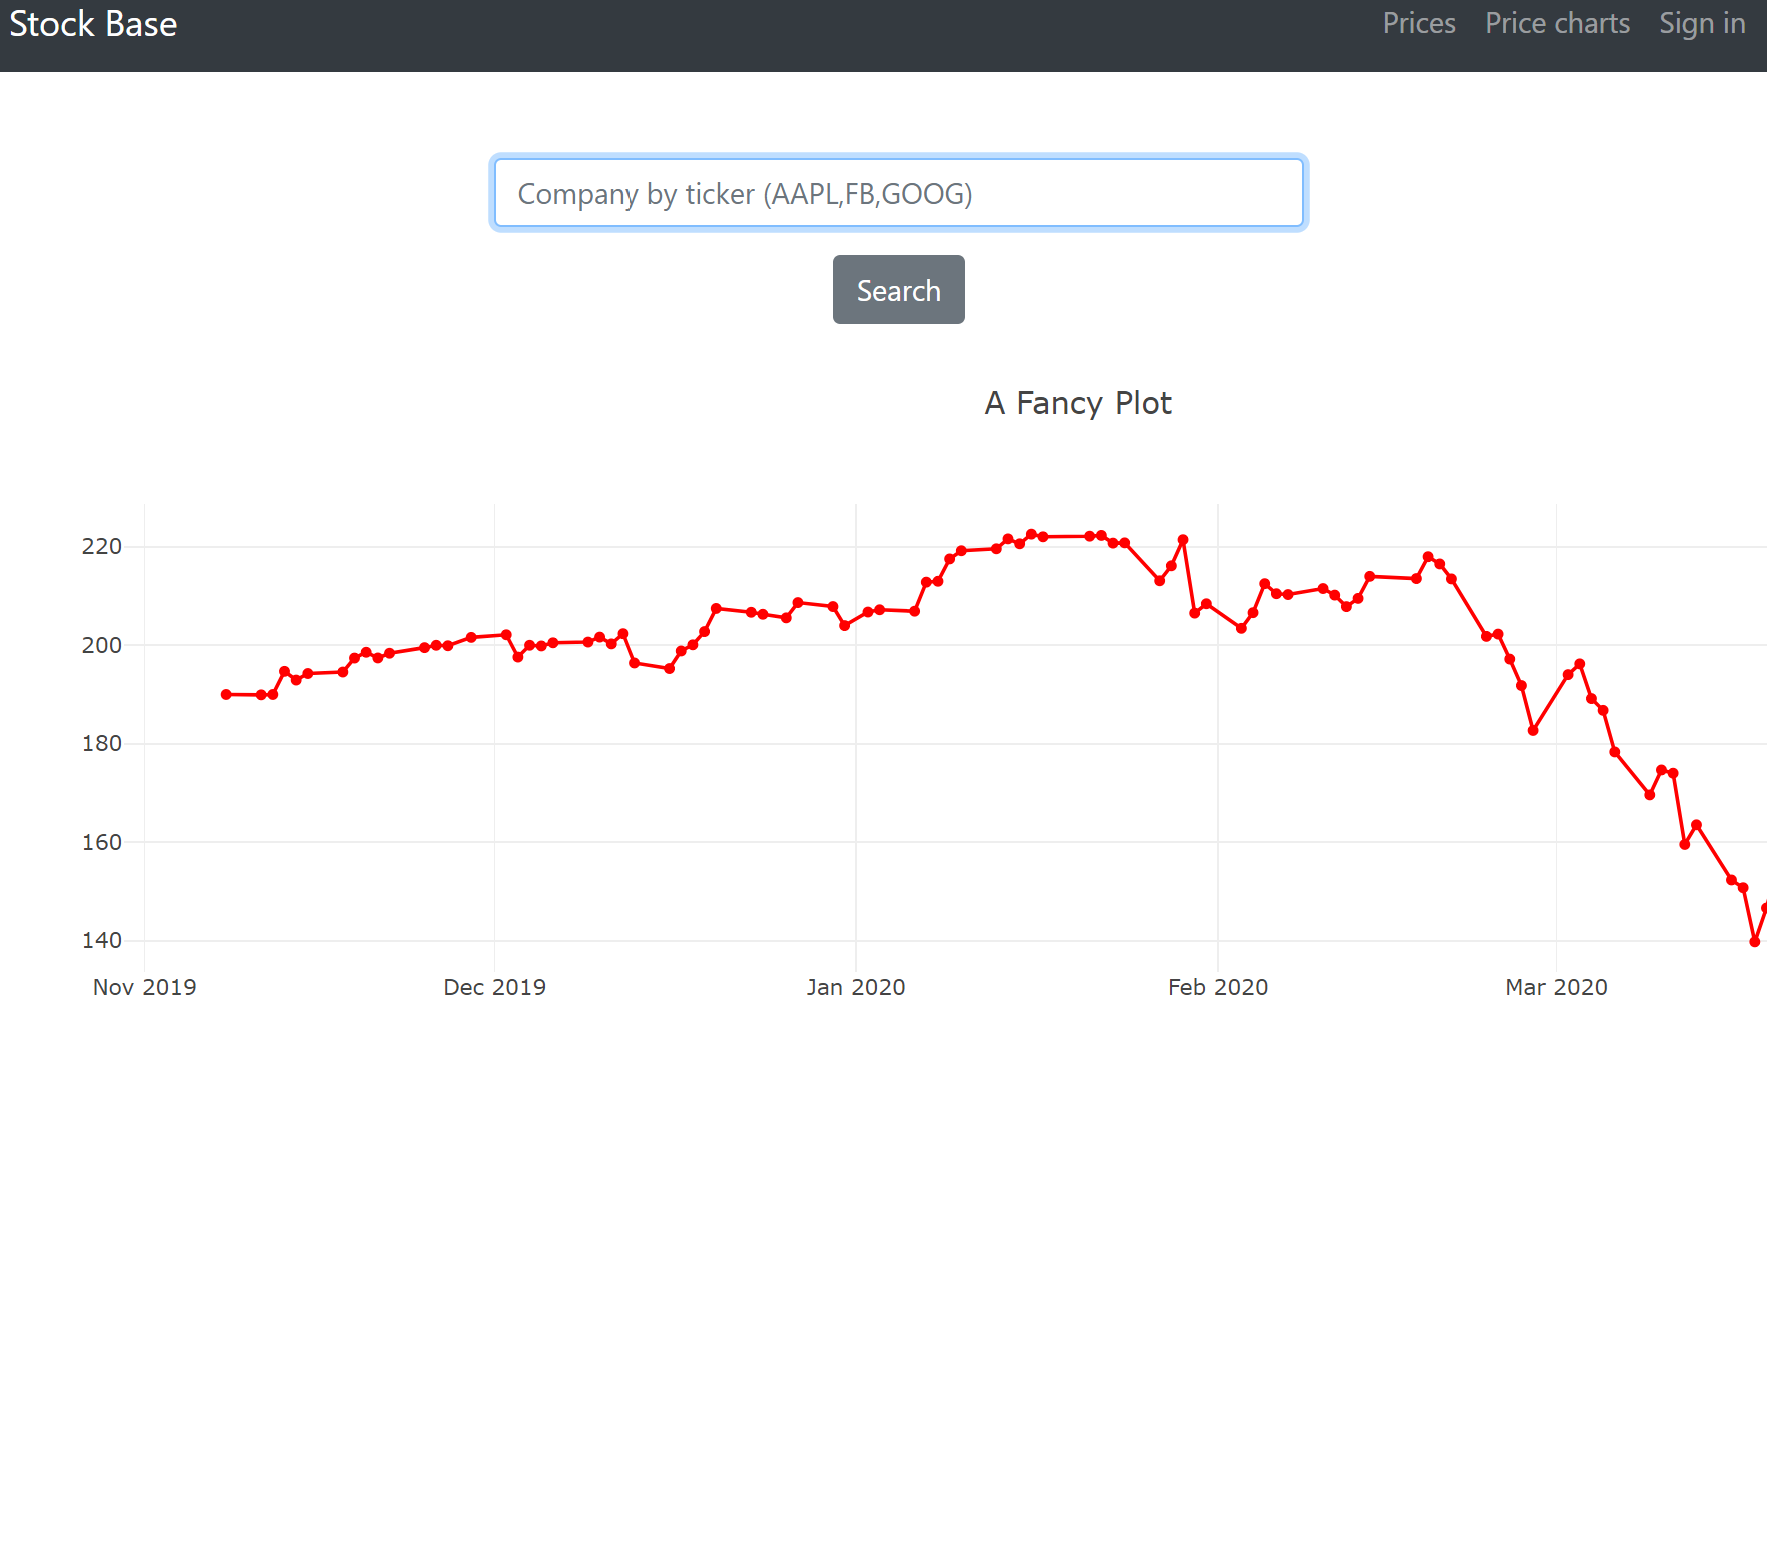 Stock Base Prices Price charts Sign in
Company by ticker (AAPL,FB,GOOG)
Search
A Fancy Plot
220
200
180
160
140
Nov 2019 Dec 2019 Jan 2020 Feb 2020 Mar 2020